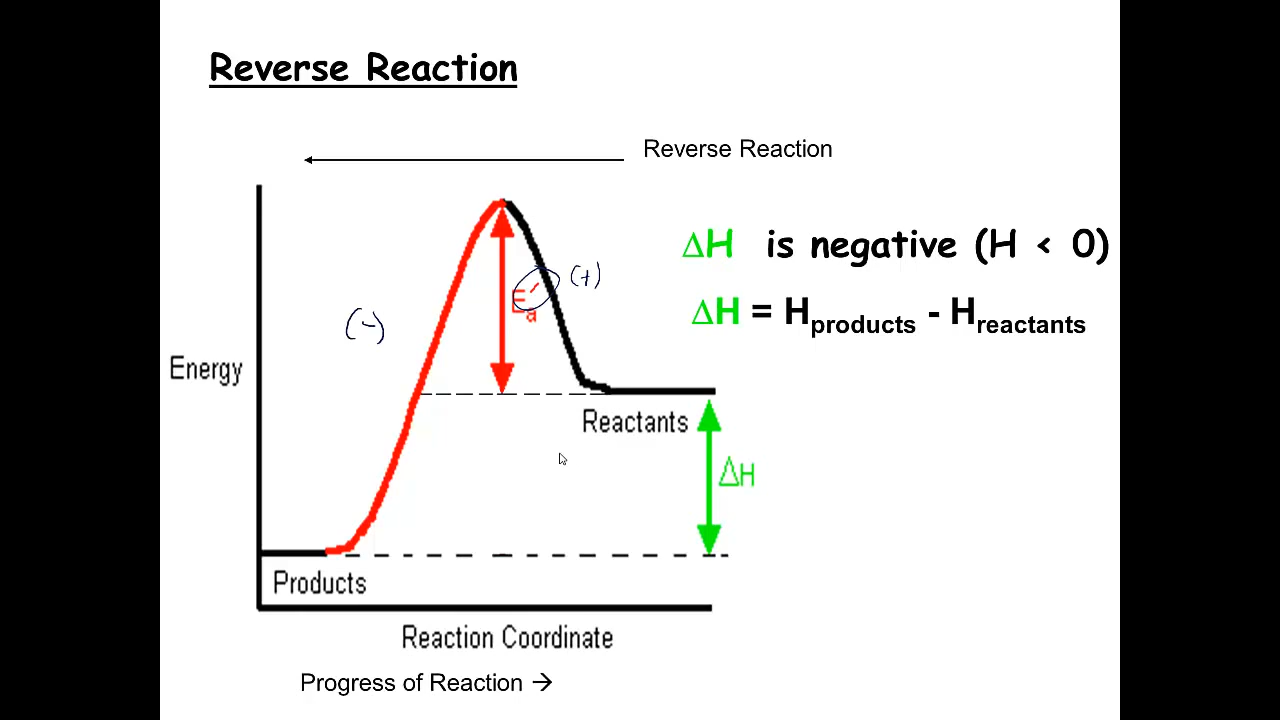 Reverse Reaction
Reverse Reaction
ΔH is negative (H < 0)
ΔH = Hproducts - Hreactants
(+)
Ea′
(-)
Energy
Reactants
ΔH
Products
Reaction Coordinate
Progress of Reaction →